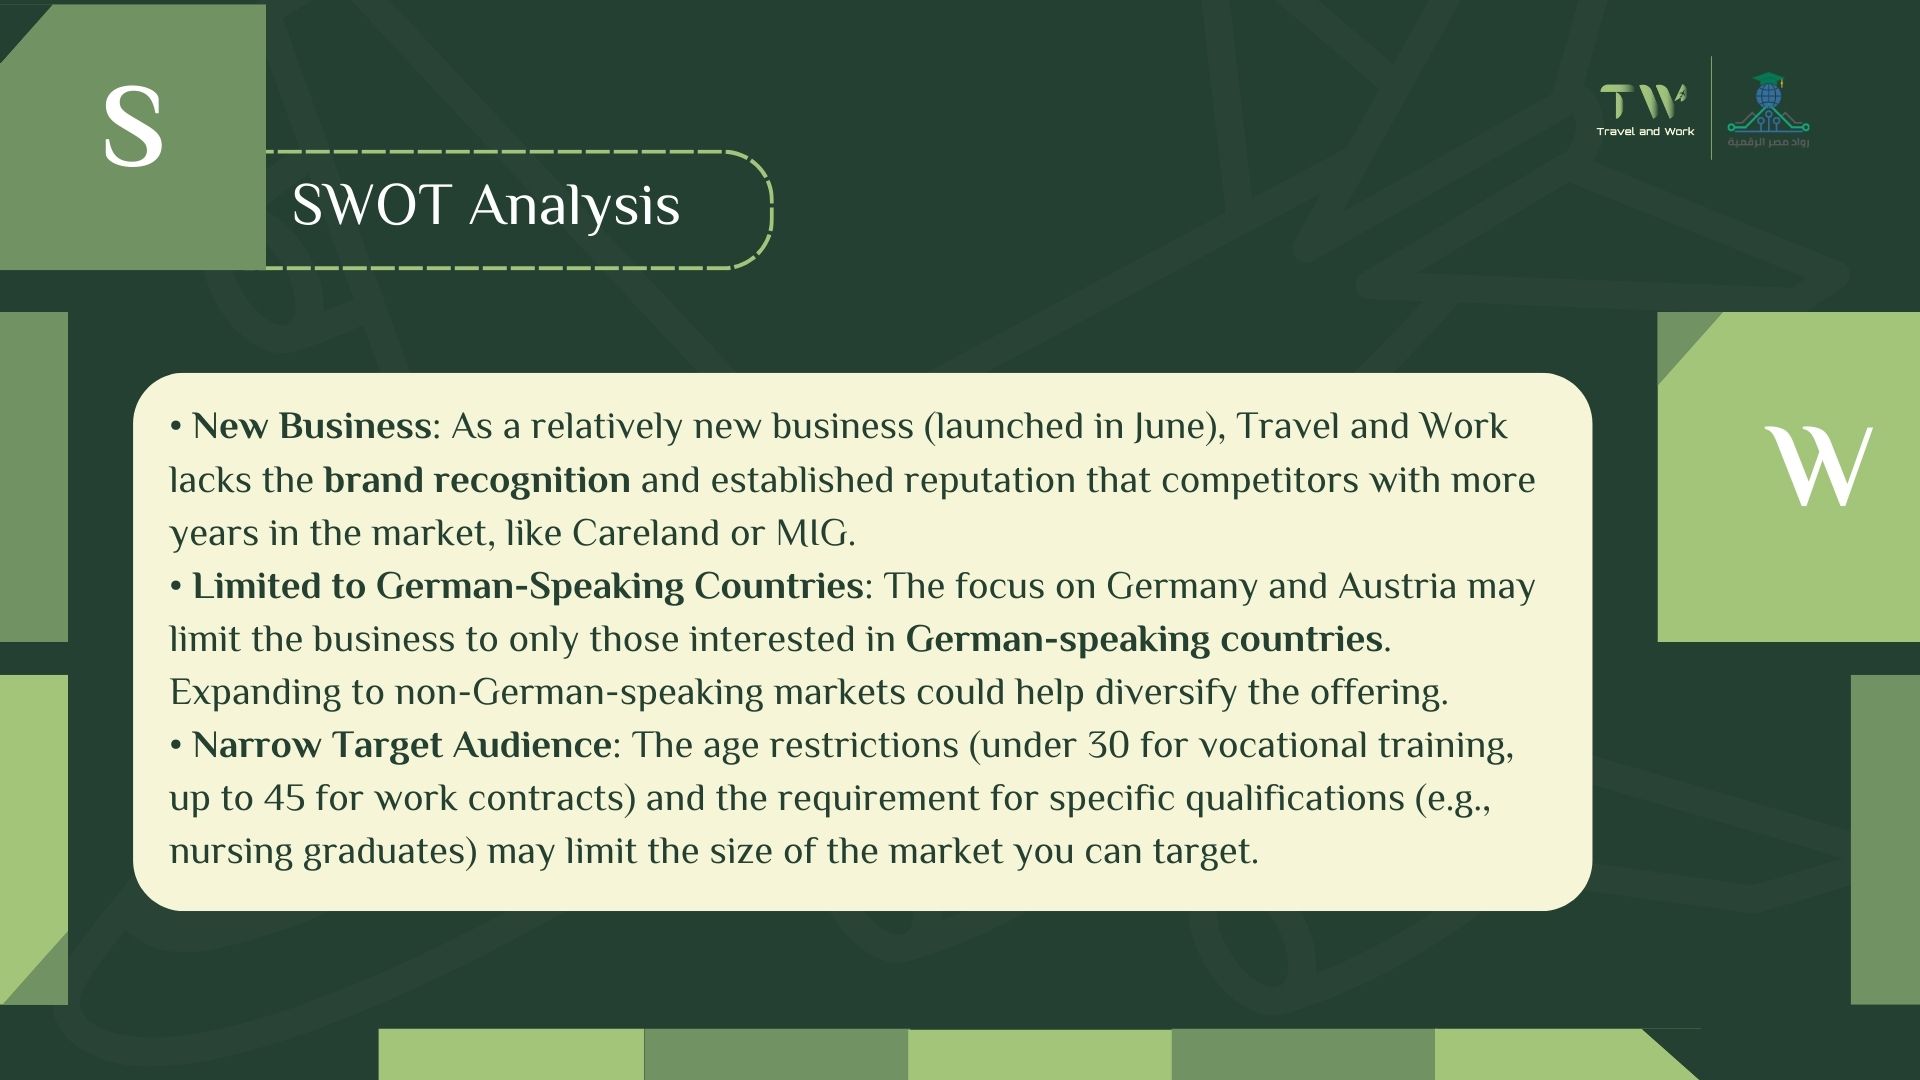 S
TW
Travel and Work
رواد مصر الرقمية
SWOT Analysis
W
• New Business: As a relatively new business (launched in June), Travel and Work
lacks the brand recognition and established reputation that competitors with more
years in the market, like Careland or MIG.
• Limited to German-Speaking Countries: The focus on Germany and Austria may
limit the business to only those interested in German-speaking countries.
Expanding to non-German-speaking markets could help diversify the offering.
• Narrow Target Audience: The age restrictions (under 30 for vocational training,
up to 45 for work contracts) and the requirement for specific qualifications (e.g.,
nursing graduates) may limit the size of the market you can target.